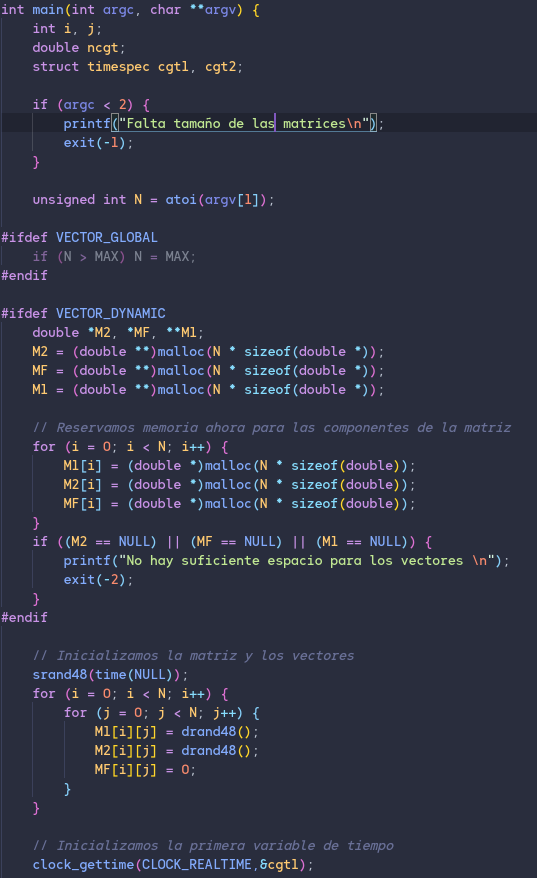 int main(int argc, char **argv) {
    int i, j;
    double ncgt;
    struct timespec cgt1, cgt2;

    if (argc < 2) {
        printf("Falta tamaño de las matrices\n");
        exit(-1);
    }

    unsigned int N = atoi(argv[1]);

#ifdef VECTOR_GLOBAL
    if (N > MAX) N = MAX;
#endif

#ifdef VECTOR_DYNAMIC
    double *M2, *MF, **M1;
    M2 = (double **)malloc(N * sizeof(double *));
    MF = (double **)malloc(N * sizeof(double *));
    M1 = (double **)malloc(N * sizeof(double *));

    // Reservamos memoria ahora para las componentes de la matriz
    for (i = 0; i < N; i++) {
        M1[i] = (double *)malloc(N * sizeof(double));
        M2[i] = (double *)malloc(N * sizeof(double));
        MF[i] = (double *)malloc(N * sizeof(double));
    }
    if ((M2 == NULL) || (MF == NULL) || (M1 == NULL)) {
        printf("No hay suficiente espacio para los vectores \n");
        exit(-2);
    }
#endif

    // Inicializamos la matriz y los vectores
    srand48(time(NULL));
    for (i = 0; i < N; i++) {
        for (j = 0; j < N; j++) {
            M1[i][j] = drand48();
            M2[i][j] = drand48();
            MF[i][j] = 0;
        }
    }

    // Inicializamos la primera variable de tiempo
    clock_gettime(CLOCK_REALTIME,&cgt1);